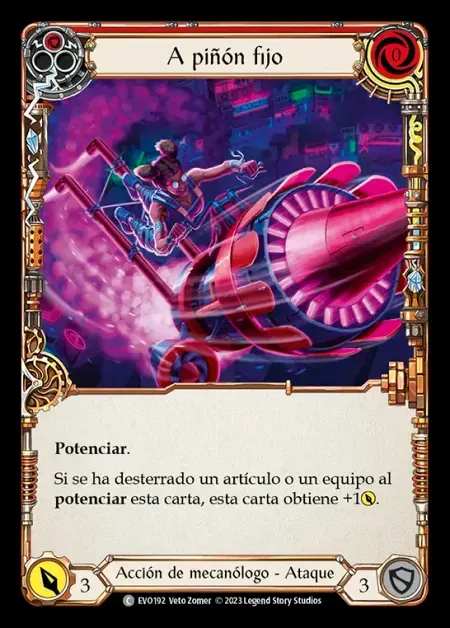 A piñón fijo
0
Potenciar.
Si se ha desterrado un artículo o un equipo al
potenciar esta carta, esta carta obtiene +1.
3
Acción de mecanólogo - Ataque
3
C EVO192 Veto Zomer © 2023 Legend Story Studios